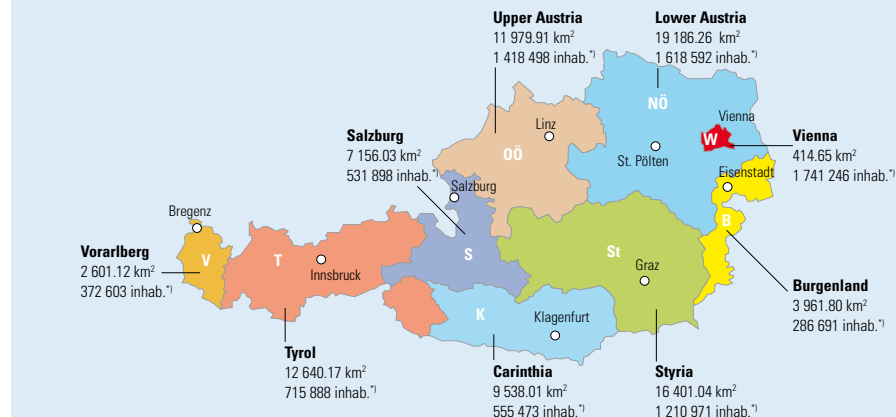 Upper Austria
11 979.91 km²
1 418 498 inhab.*)
Lower Austria
19 186.26 km²
1 618 592 inhab.*)
NÖ
Vienna
W
Linz
OÖ
St. Pölten
Vienna
414.65 km²
1 741 246 inhab.*)
Salzburg
7 156.03 km²
531 898 inhab.*)
Salzburg
Eisenstadt
B
Bregenz
V
T
Innsbruck
S
St
Graz
Vorarlberg
2 601.12 km²
372 603 inhab.*)
Burgenland
3 961.80 km²
286 691 inhab.*)
K
Klagenfurt
Tyrol
12 640.17 km²
715 888 inhab.*)
Carinthia
9 538.01 km²
555 473 inhab.*)
Styria
16 401.04 km²
1 210 971 inhab.*)